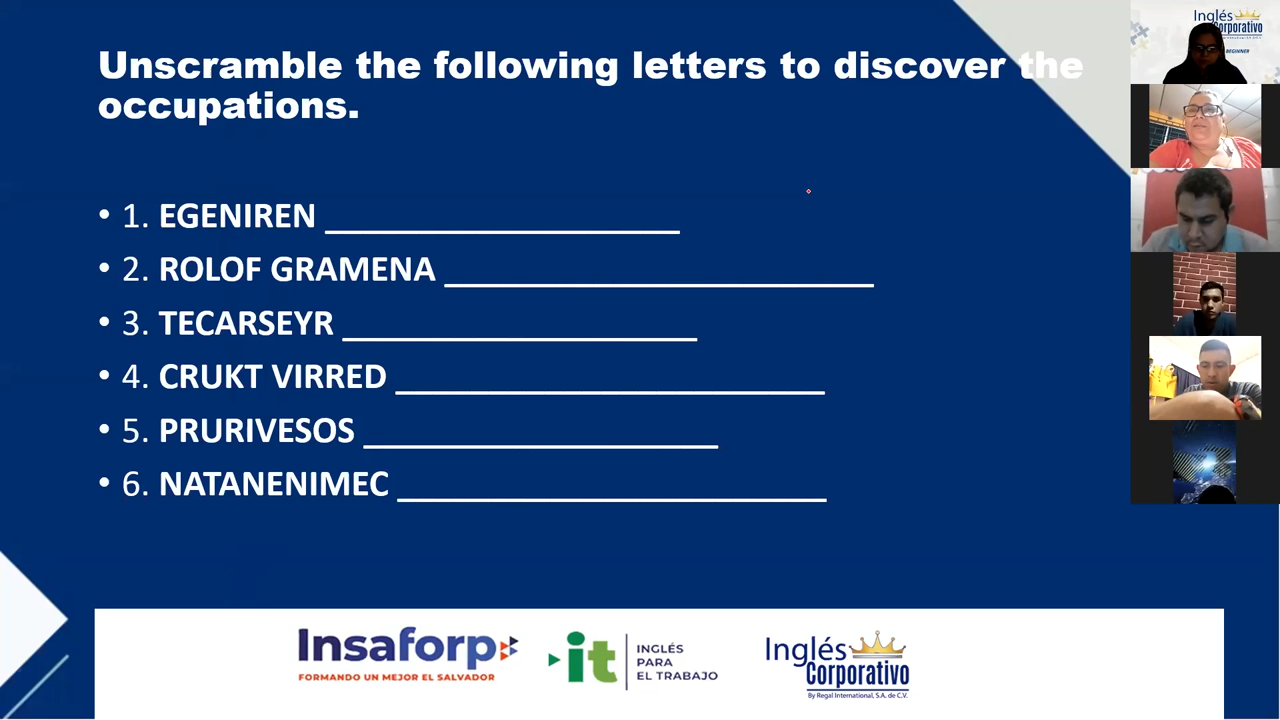 Unscramble the following letters to discover the
occupations.
• 1. EGENIREN ____________________
• 2. ROLOF GRAMENA ________________________
• 3. TECARSEYR ____________________
• 4. CRUKT VIRRED ________________________
• 5. PRURIVESOS ____________________
• 6. NATANENIMEC ________________________
Insaforp
FORMANDO UN MEJOR EL SALVADOR
it
INGLÉS
PARA
EL TRABAJO
Inglés
Corporativo
By Regal International, S.A. de C.V.
Inglés
Corporativo
BEGINNER